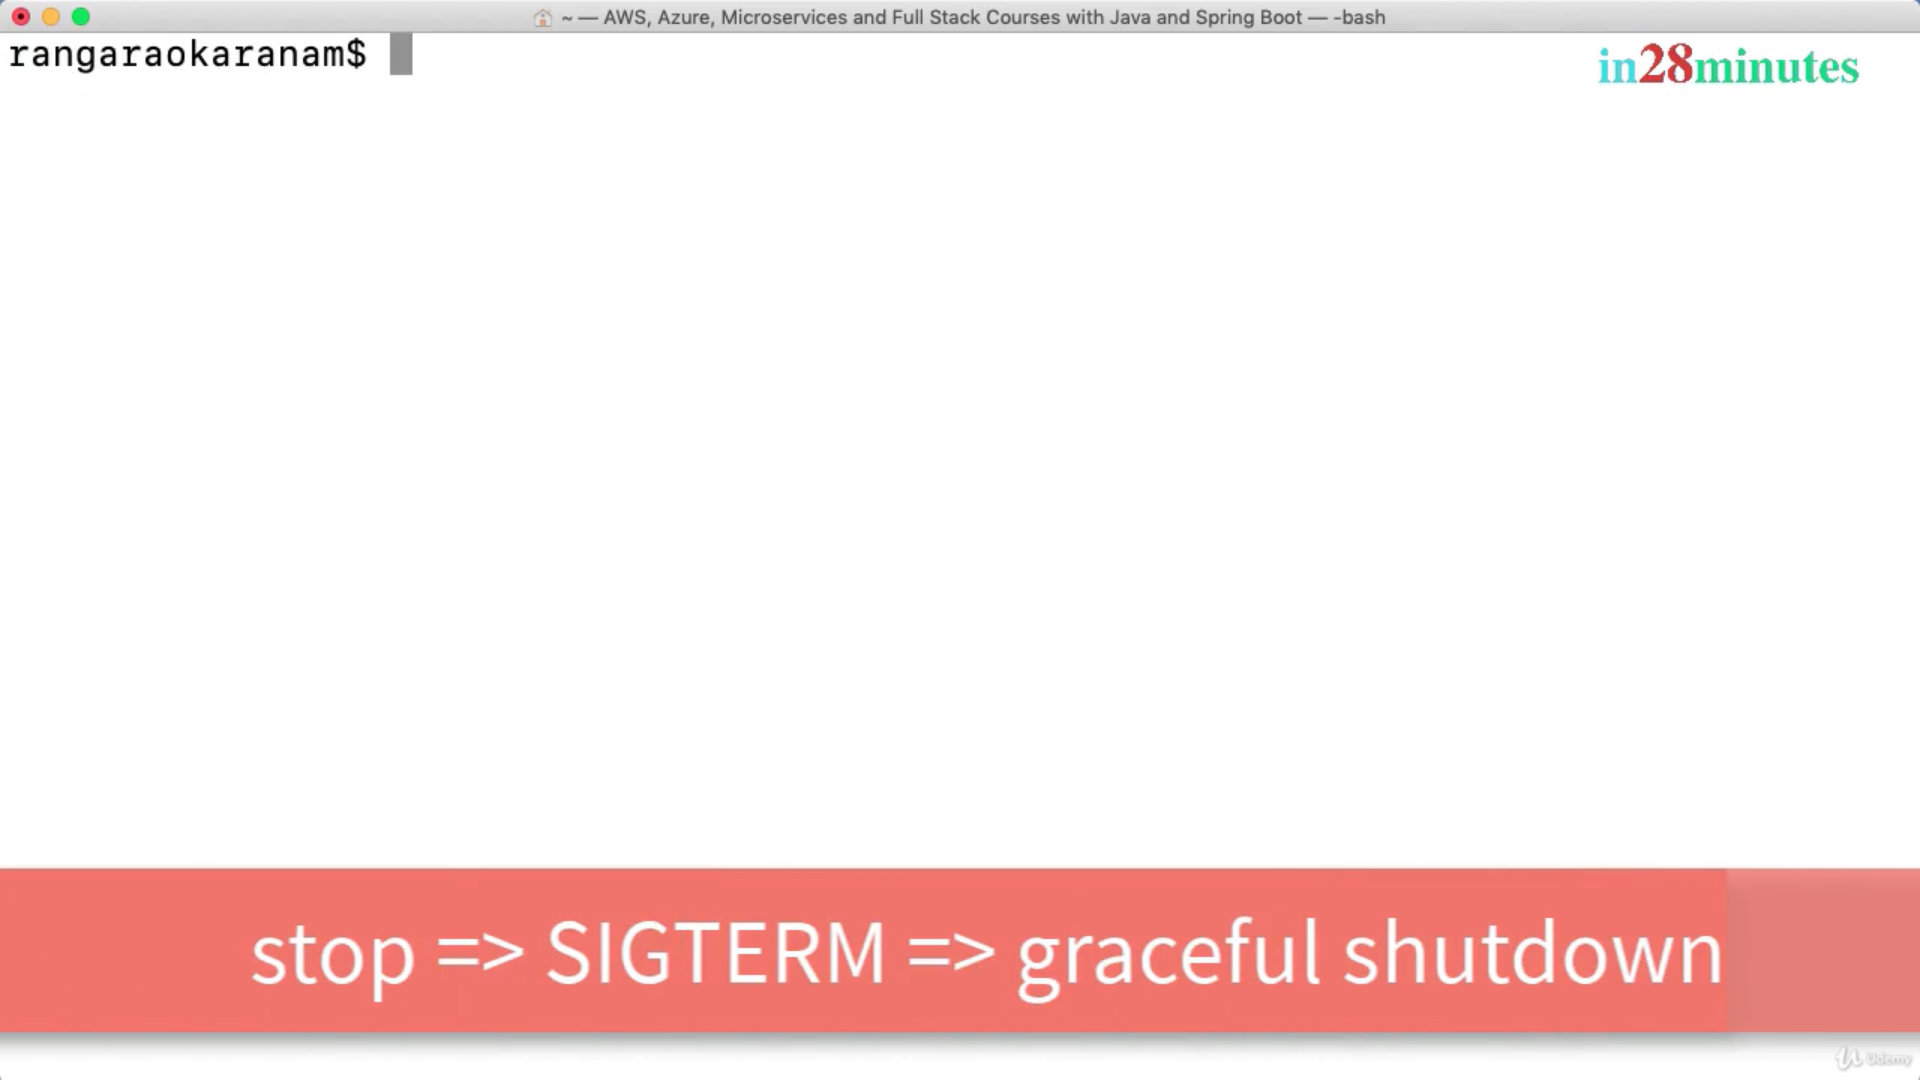 ~ — AWS, Azure, Microservices and Full Stack Courses with Java and Spring Boot — -bash
rangaraokaranam$
in28minutes
stop => SIGTERM => graceful shutdown
Udemy